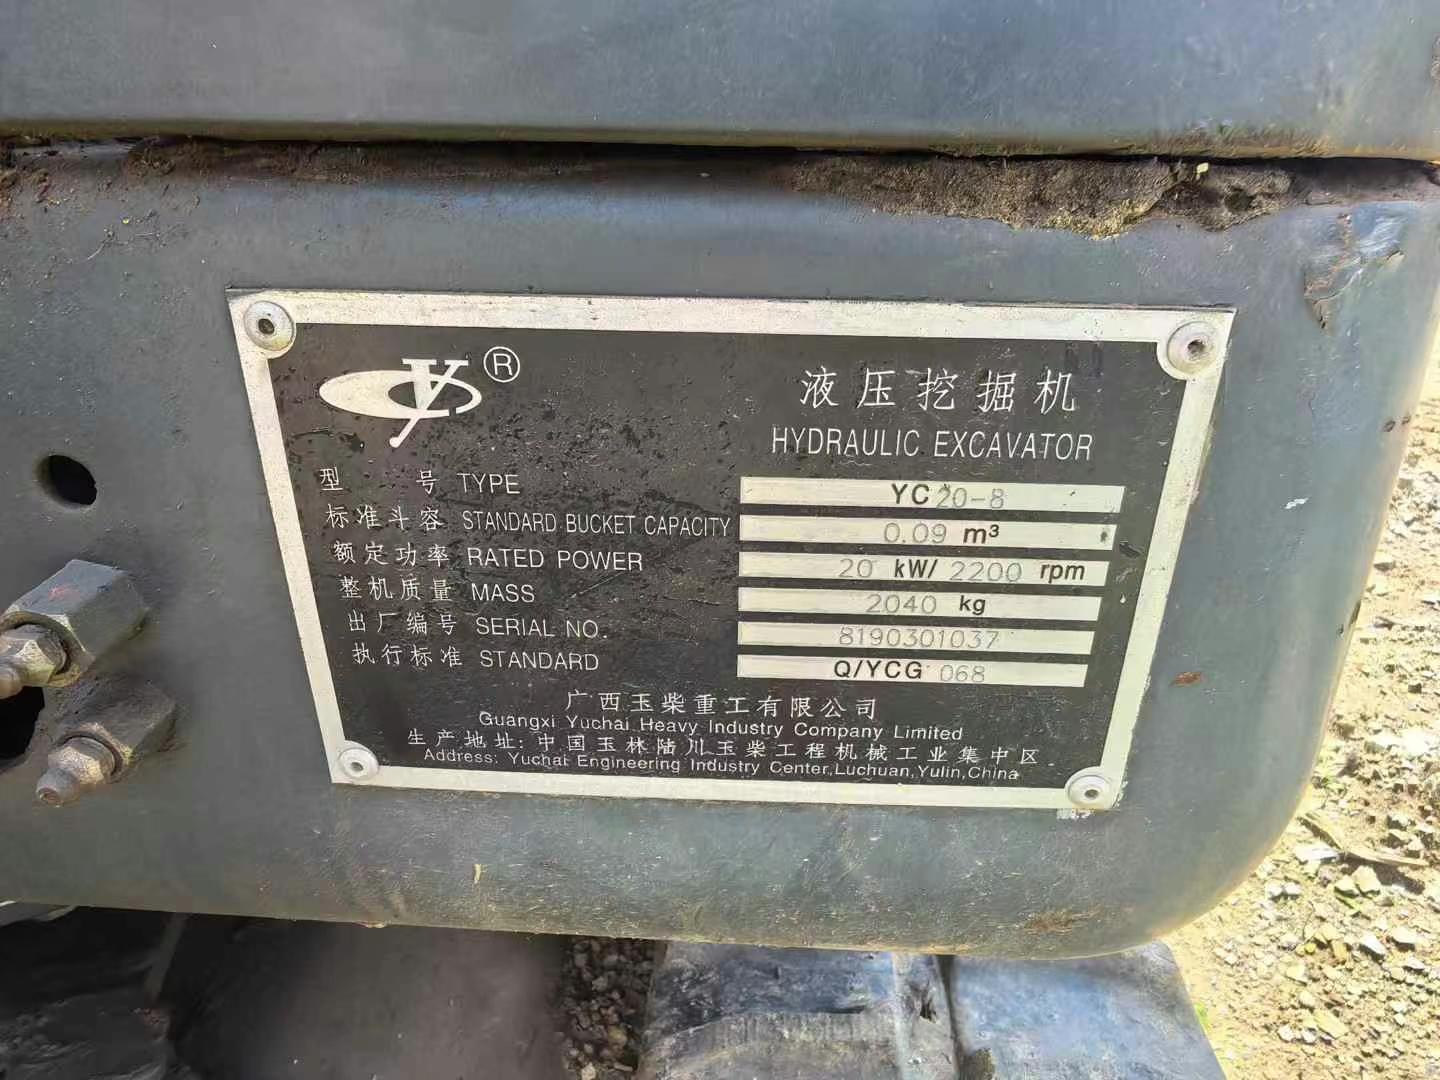 Y ®
液压挖掘机
HYDRAULIC EXCAVATOR
型 号 TYPE YC20-8
标准斗容 STANDARD BUCKET CAPACITY 0.09 m³
额定功率 RATED POWER 20 kW/ 2200 rpm
整机质量 MASS 2040 kg
出厂编号 SERIAL NO. 8190301037
执行标准 STANDARD Q/YCG 068
广西玉柴重工有限公司
Guangxi Yuchai Heavy Industry Company Limited
生产地址: 中国玉林陆川玉柴工程机械工业集中区
Address: Yuchai Engineering Industry Center,Luchuan,Yulin,China